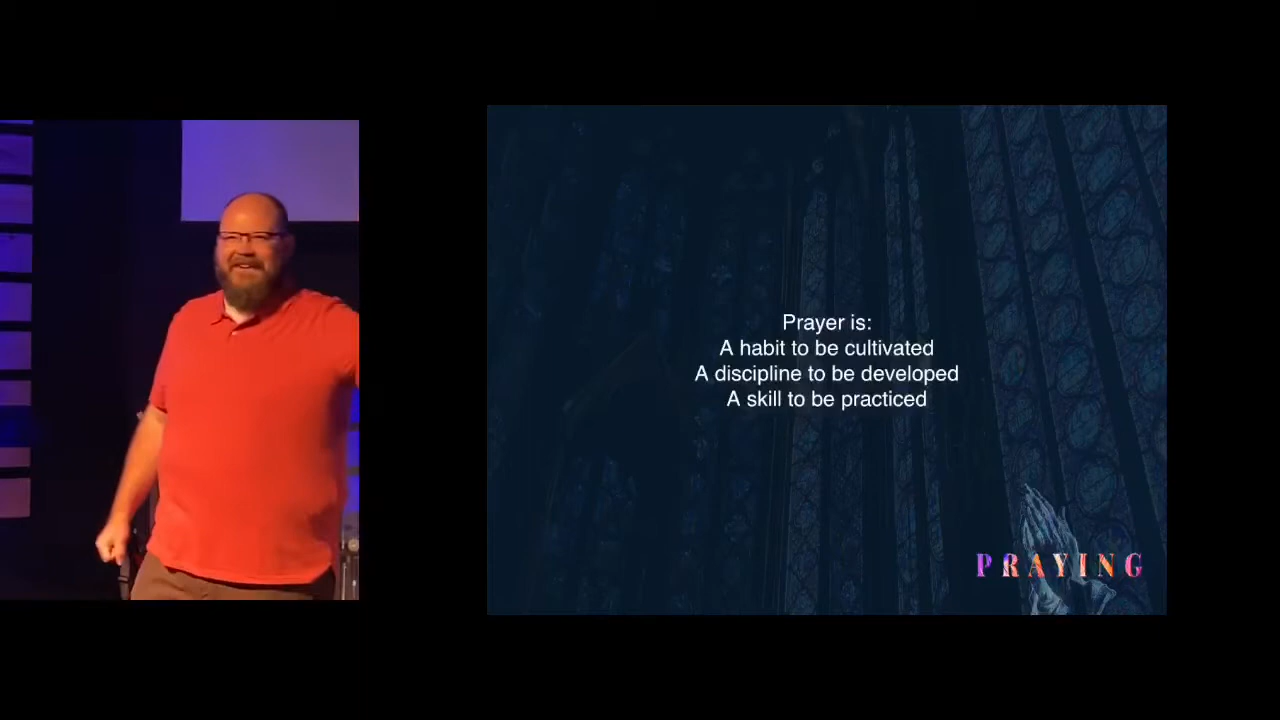 Prayer is:
A habit to be cultivated
A discipline to be developed
A skill to be practiced
PRAYING